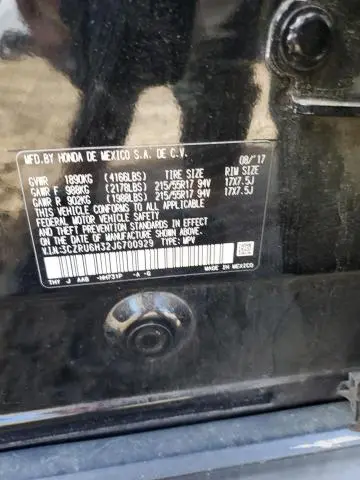 MFD.BY HONDA DE MEXICO S.A. DE C.V. 08/'17
GVWR 1890KG (4166LBS) TIRE SIZE RIM SIZE
GAWR F 988KG (2178LBS) 215/55R17 94V 17X7.5J
GAWR R 902KG (1988LBS) 215/55R17 94V 17X7.5J
THIS VEHICLE CONFORMS TO ALL APPLICABLE
FEDERAL MOTOR VEHICLE SAFETY AND THEFT
PREVENTION STANDARDS IN EFFECT ON THE DATE
OF MANUFACTURE SHOWN ABOVE.
V.I.N.:3CZRU6H32JG700929 TYPE: MPV
THY J AAB -NH731P -A -G MADE IN MEXICO